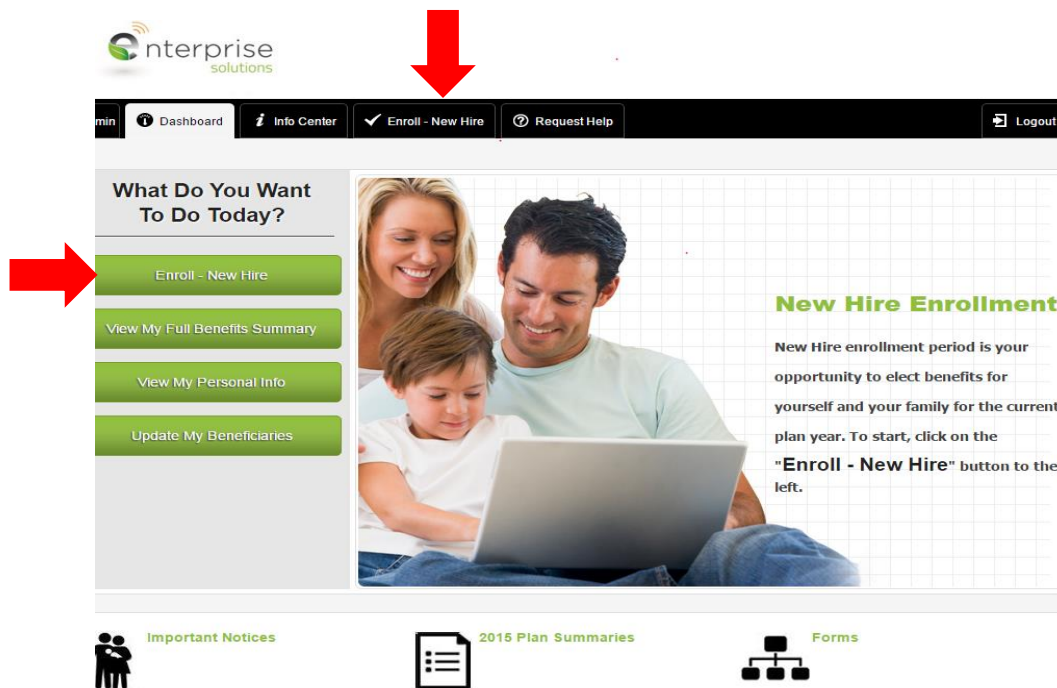 enterprise
solutions
min
Dashboard
Info Center
Enroll - New Hire
Request Help
Logout
What Do You Want
To Do Today?
Enroll - New Hire
View My Full Benefits Summary
View My Personal Info
Update My Beneficiaries
New Hire Enrollment
New Hire enrollment period is your
opportunity to elect benefits for
yourself and your family for the current
plan year. To start, click on the
"Enroll - New Hire" button to the
left.
Important Notices
2015 Plan Summaries
Forms